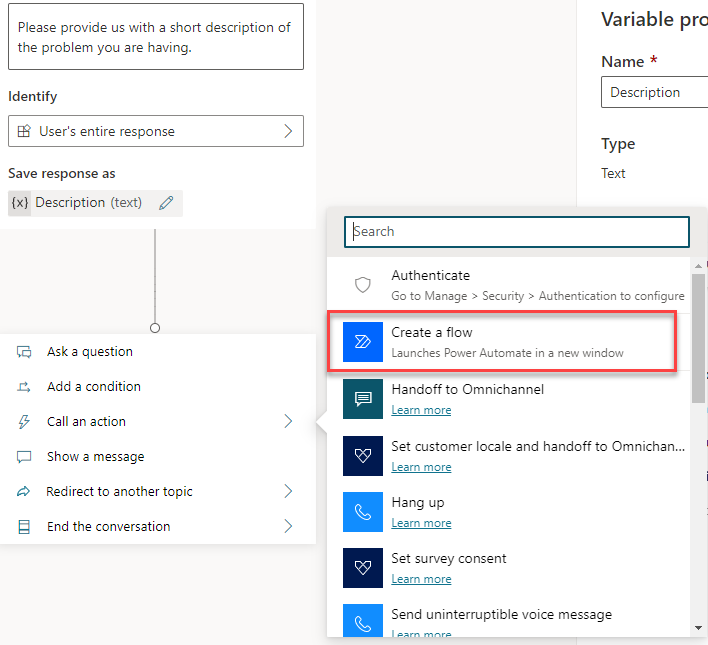 Please provide us with a short description of
the problem you are having.
Identify
User's entire response
Save response as
{x} Description (text)
Ask a question
Add a condition
Call an action
Show a message
Redirect to another topic
End the conversation
Variable pro
Name *
Description
Type
Text
Search
Authenticate
Go to Manage > Security > Authentication to configure
Create a flow
Launches Power Automate in a new window
Handoff to Omnichannel
Learn more
Set customer locale and handoff to Omnichan...
Learn more
Hang up
Learn more
Set survey consent
Learn more
Send uninterruptible voice message
Learn more